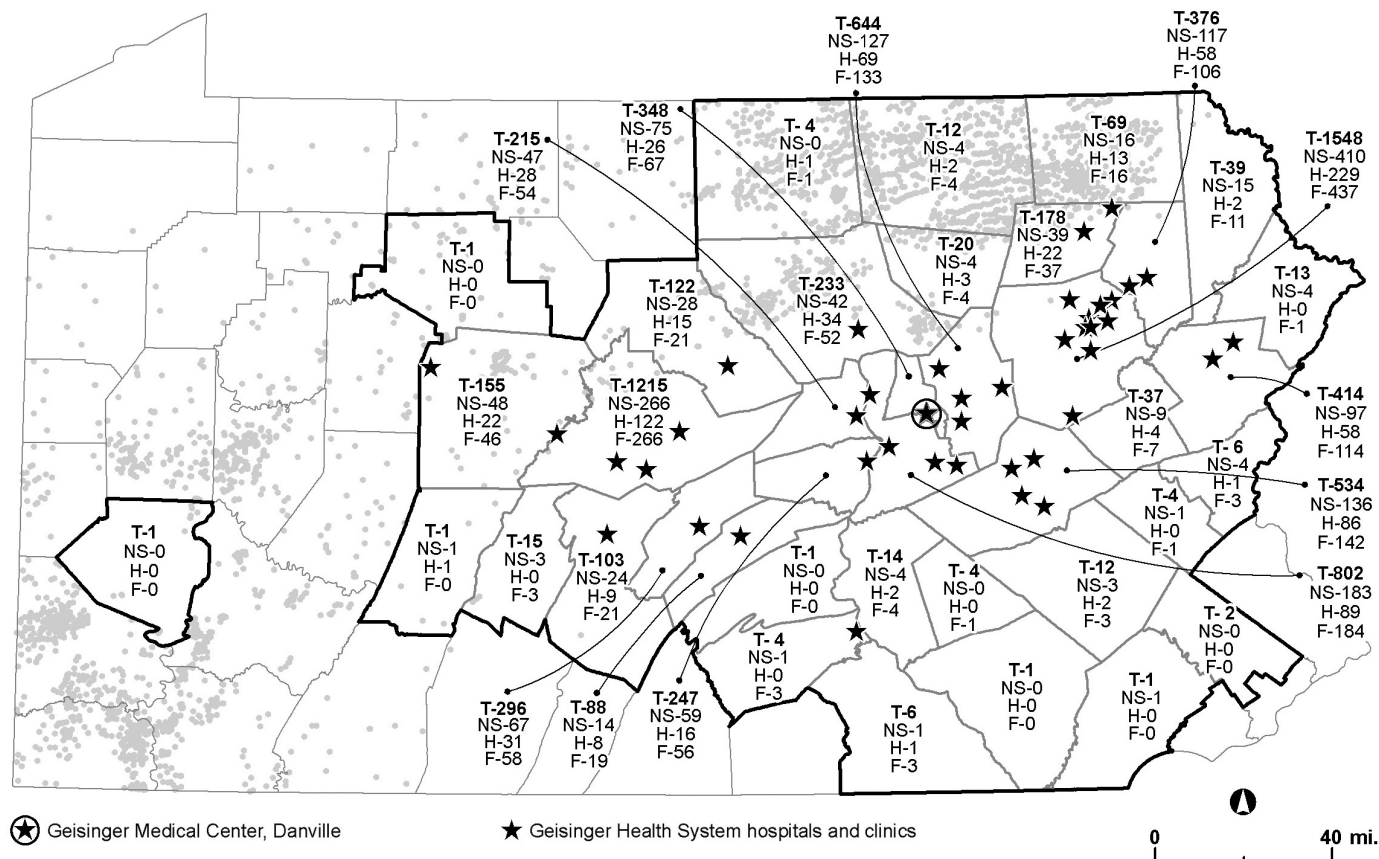 T-644
NS-127
H-69
F-133
T-376
NS-117
H-58
F-106
T-348
NS-75
H-26
F-67
T-215
NS-47
H-28
F-54
T- 4
NS-0
H-1
F-1
T-12
NS-4
H-2
F-4
T-69
NS-16
H-13
F-16
T-39
NS-15
H-2
F-11
T-1548
NS-410
H-229
F-437
T-1
NS-0
H-0
F-0
T-122
NS-28
H-15
F-21
T-233
NS-42
H-34
F-52
T-20
NS-4
H-3
F-4
T-178
NS-39
H-22
F-37
T-13
NS-4
H-0
F-1
T-155
NS-48
H-22
F-46
T-1215
NS-266
H-122
F-266
T-37
NS-9
H-4
F-7
T-414
NS-97
H-58
F-114
T- 6
NS-4
H-1
F-3
T-534
NS-136
H-86
F-142
T-4
NS-1
H-0
F-1
T-1
NS-0
H-0
F-0
T-1
NS-1
H-1
F-0
T-15
NS-3
H-0
F-3
T-103
NS-24
H-9
F-21
T-1
NS-0
H-0
F-0
T-14
NS-4
H-2
F-4
T- 4
NS-0
H-0
F-1
T-12
NS-3
H-2
F-3
T-802
NS-183
H-89
F-184
T- 2
NS-0
H-0
F-0
T- 4
NS-1
H-0
F-3
T-296
NS-67
H-31
F-58
T-88
NS-14
H-8
F-19
T-247
NS-59
H-16
F-56
T-6
NS-1
H-1
F-3
T-1
NS-0
H-0
F-0
T-1
NS-1
H-0
F-0
Geisinger Medical Center, Danville
Geisinger Health System hospitals and clinics
0 40 mi.